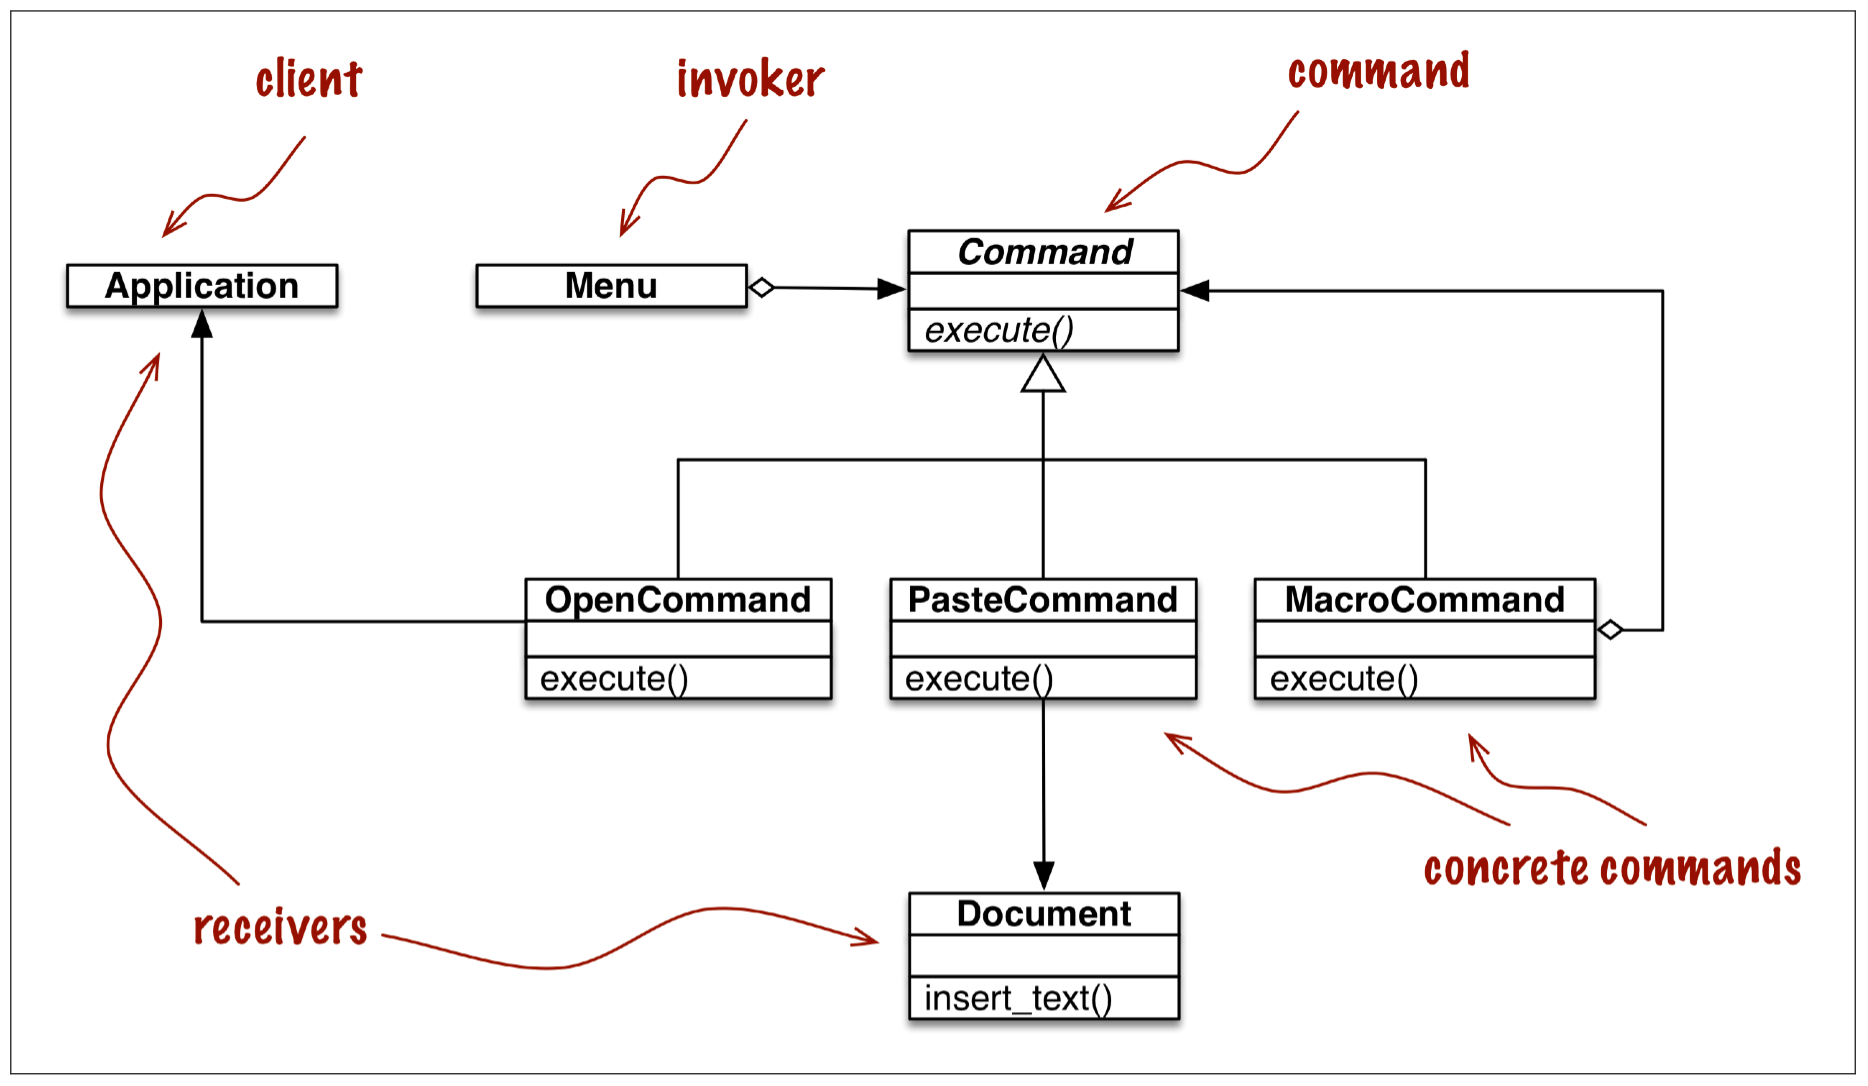 client
invoker
command
Application
Menu
Command
execute()
OpenCommand
execute()
PasteCommand
execute()
MacroCommand
execute()
concrete commands
receivers
Document
insert_text()